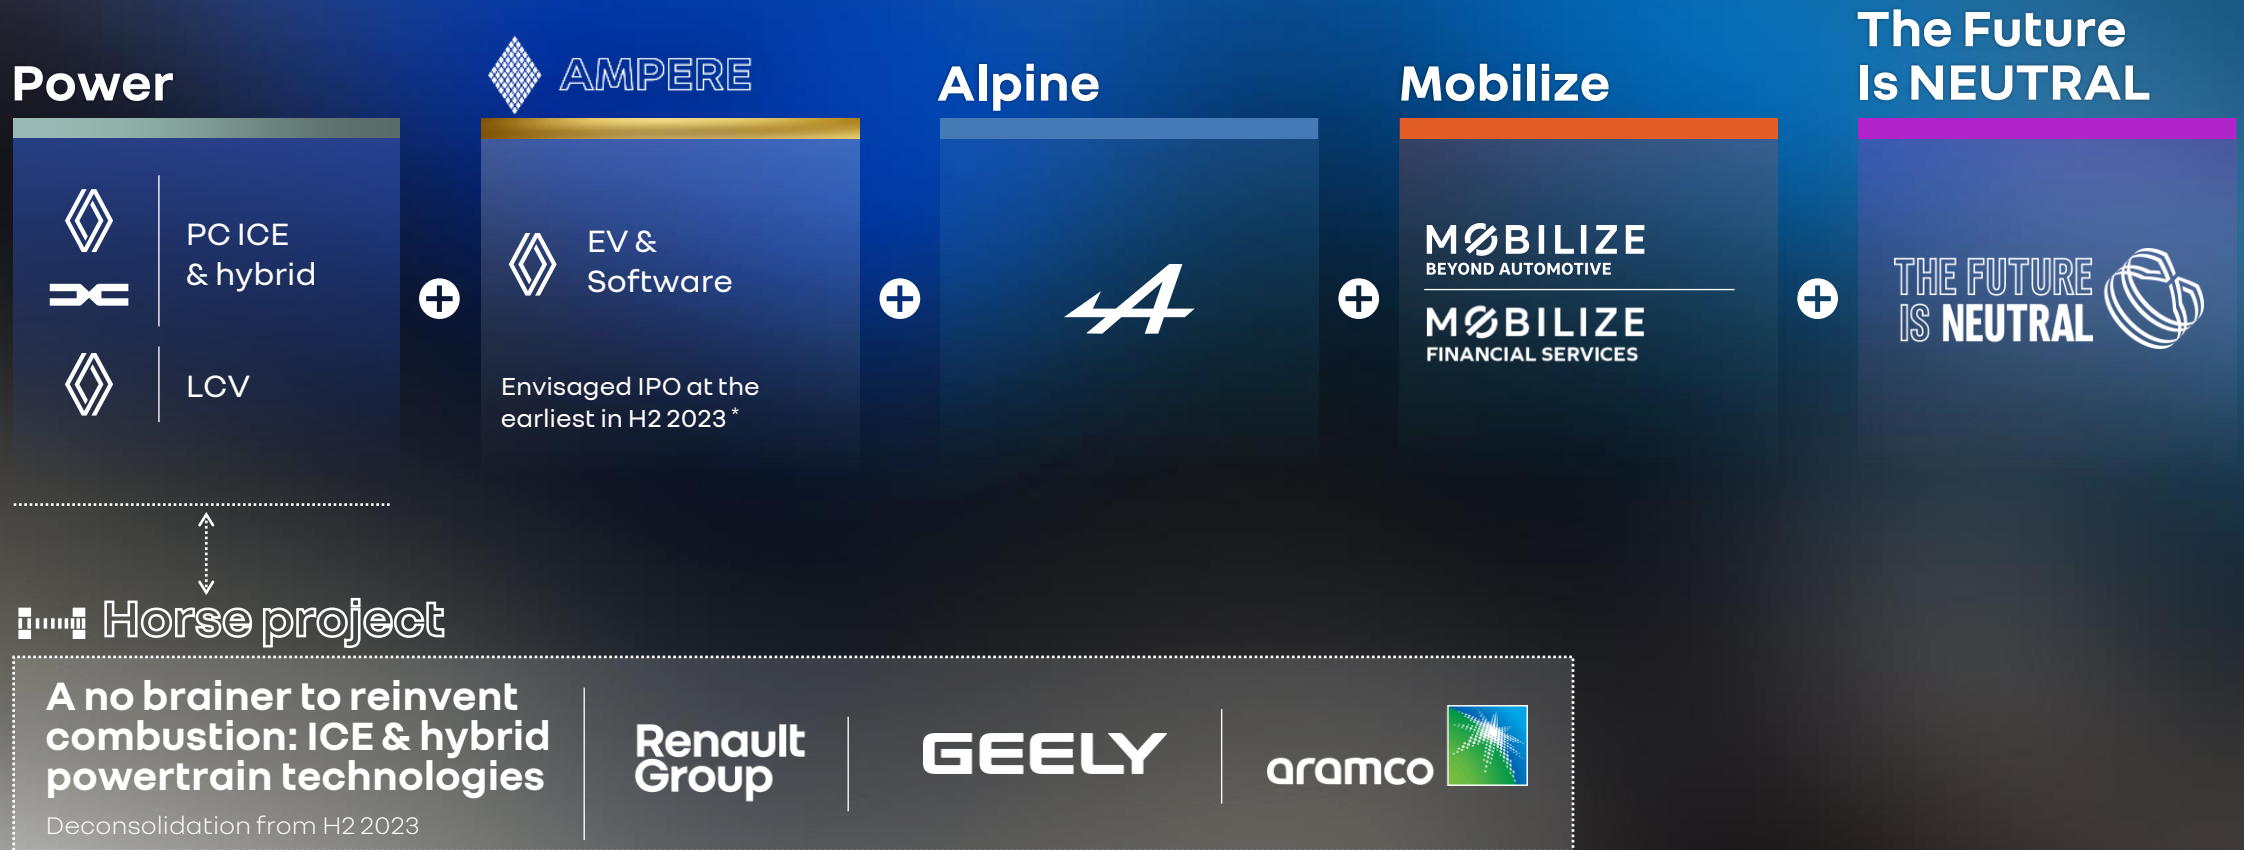 Power
PC ICE
& hybrid
LCV
AMPERE
EV &
Software
Envisaged IPO at the
earliest in H2 2023 *
Alpine
A
Mobilize
MOBILIZE
BEYOND AUTOMOTIVE
MOBILIZE
FINANCIAL SERVICES
The Future
Is NEUTRAL
THE FUTURE
IS NEUTRAL
Horse project
A no brainer to reinvent
combustion: ICE & hybrid
powertrain technologies
Deconsolidation from H2 2023
Renault
Group
GEELY
aramco